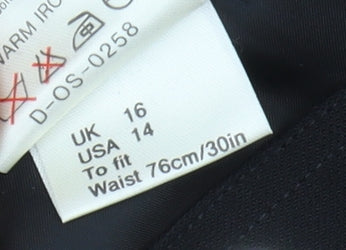 WARM IRO
D-OS-0258
UK 16
USA 14
To fit
Waist 76cm/30in